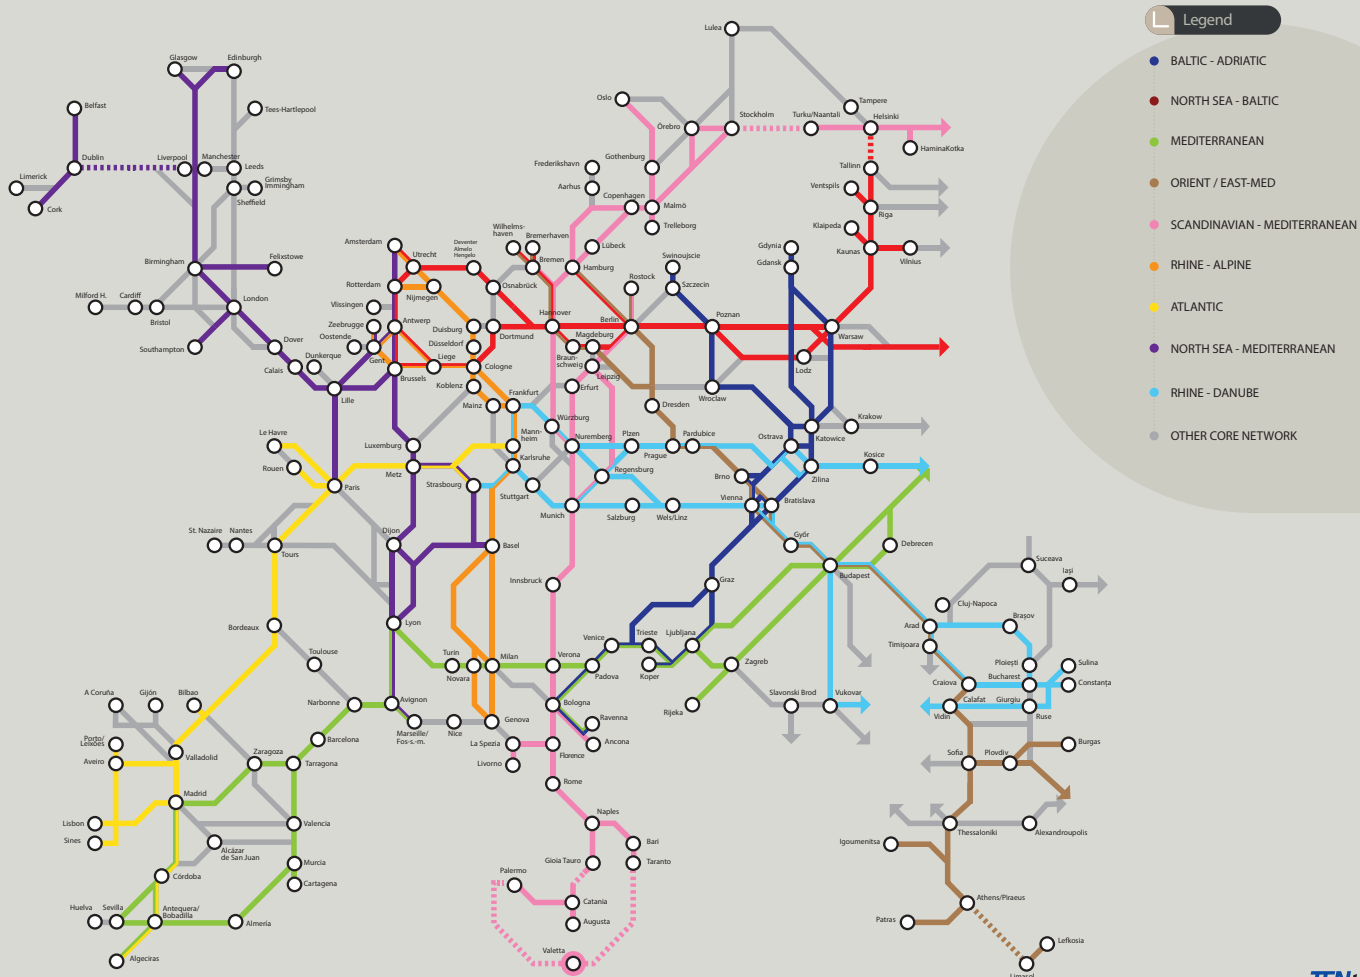 Legend
BALTIC - ADRIATIC
NORTH SEA - BALTIC
MEDITERRANEAN
ORIENT / EAST-MED
SCANDINAVIAN - MEDITERRANEAN
RHINE - ALPINE
ATLANTIC
NORTH SEA - MEDITERRANEAN
RHINE - DANUBE
OTHER CORE NETWORK
Lulea
Glasgow
Edinburgh
Belfast
Tees-Hartlepool
Oslo
Örebro
Stockholm
Turku/Naantali
Tampere
Helsinki
HaminaKotka
Dublin
Liverpool
Manchester
Leeds
Limerick
Cork
Grimsby
Immingham
Sheffield
Frederikshavn
Aarhus
Gothenburg
Copenhagen
Malmö
Trelleborg
Tallinn
Ventspils
Riga
Klaipeda
Kaunas
Vilnius
Birmingham
Felixstowe
Milford H.
Cardiff
Bristol
London
Southampton
Dover
Calais
Dunkerque
Lille
Amsterdam
Utrecht
Deventer
Almelo
Hengelo
Wilhelms-
haven
Bremerhaven
Bremen
Lübeck
Hamburg
Rotterdam
Nijmegen
Osnabrück
Rostock
Swinoujscie
Szczecin
Gdynia
Gdansk
Vlissingen
Zeebrugge
Oostende
Gent
Antwerp
Brussels
Duisburg
Düsseldorf
Liege
Cologne
Dortmund
Hannover
Berlin
Magdeburg
Braun-
schweig
Leipzig
Erfurt
Poznan
Warsaw
Lodz
Wroclaw
Dresden
Koblenz
Mainz
Frankfurt
Würzburg
Luxemburg
Metz
Strasbourg
Mann-
heim
Karlsruhe
Stuttgart
Nuremberg
Regensburg
Plzen
Prague
Pardubice
Ostrava
Katowice
Krakow
Zilina
Kosice
Brno
Vienna
Bratislava
Le Havre
Rouen
Paris
Munich
Salzburg
Wels/Linz
St. Nazaire
Nantes
Tours
Dijon
Basel
Innsbruck
Graz
Györ
Budapest
Debrecen
Suceava
Iași
Cluj-Napoca
Arad
Brașov
Timișoara
Bordeaux
Lyon
Toulouse
Turin
Novara
Milan
Verona
Venice
Padova
Trieste
Koper
Ljubljana
Zagreb
Rijeka
Slavonski Brod
Vukovar
Ploiești
Bucharest
Sulina
Constanța
Craiova
Calafat
Vidin
Giurgiu
Ruse
A Coruña
Gijón
Bilbao
Narbonne
Avignon
Marseille/
Fos-s.-m.
Nice
Genova
Bologna
Ravenna
Ancona
La Spezia
Livorno
Florence
Rome
Porto/
Leixões
Aveiro
Valladolid
Zaragoza
Barcelona
Tarragona
Madrid
Lisbon
Sines
Valencia
Alcázar
de San Juan
Murcia
Cartagena
Córdoba
Huelva
Sevilla
Antequera/
Bobadilla
Almería
Algeciras
Naples
Bari
Taranto
Gioia Tauro
Palermo
Catania
Augusta
Valetta
Sofia
Plovdiv
Burgas
Thessaloniki
Alexandroupolis
Igoumenitsa
Athens/Piraeus
Patras
Lefkosia
Limassol